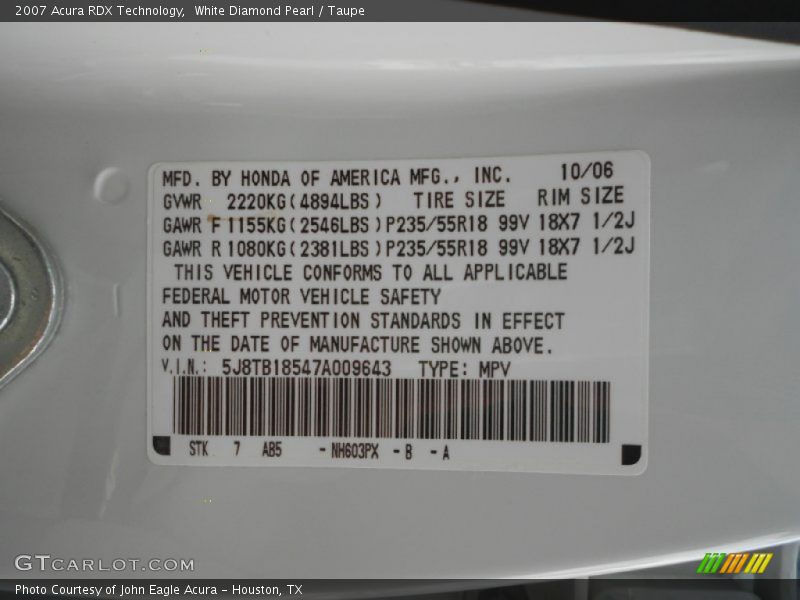 2007 Acura RDX Technology, White Diamond Pearl / Taupe
MFD. BY HONDA OF AMERICA MFG., INC. 10/06
GVWR 2220KG(4894LBS) TIRE SIZE RIM SIZE
GAWR F 1155KG(2546LBS)P235/55R18 99V 18X7 1/2J
GAWR R 1080KG(2381LBS)P235/55R18 99V 18X7 1/2J
THIS VEHICLE CONFORMS TO ALL APPLICABLE
FEDERAL MOTOR VEHICLE SAFETY
AND THEFT PREVENTION STANDARDS IN EFFECT
ON THE DATE OF MANUFACTURE SHOWN ABOVE.
V.I.N.: 5J8TB18547A009643 TYPE: MPV
STK 7 AB5 - NH603PX - B - A
GTCARLOT.COM
Photo Courtesy of John Eagle Acura - Houston, TX